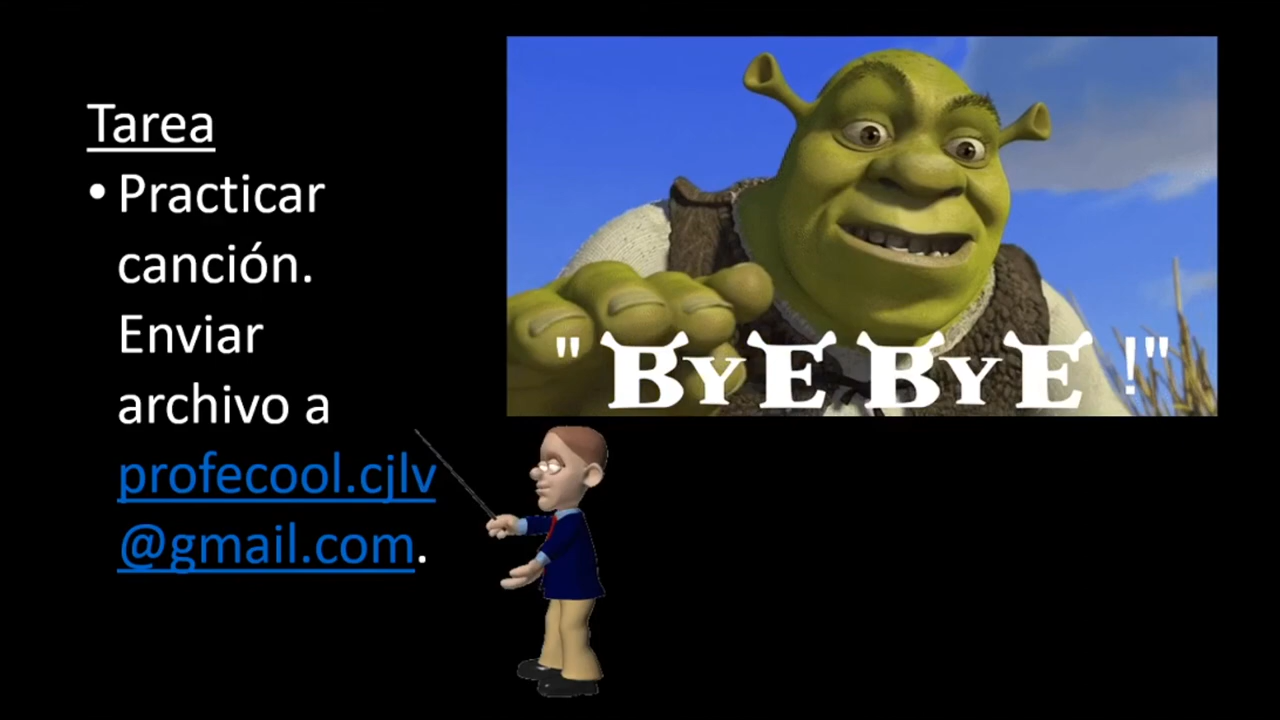 Tarea
• Practicar
canción.
Enviar
archivo a
profecool.cjlv
@gmail.com.
"BYE BYE !"